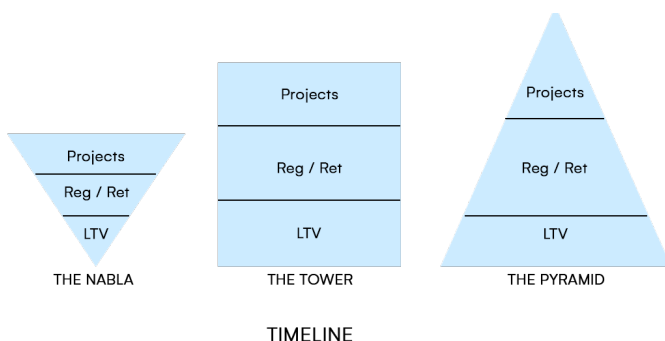 Projects
Reg / Ret
LTV
THE NABLA
Projects
Reg / Ret
LTV
THE TOWER
Projects
Reg / Ret
LTV
THE PYRAMID
TIMELINE